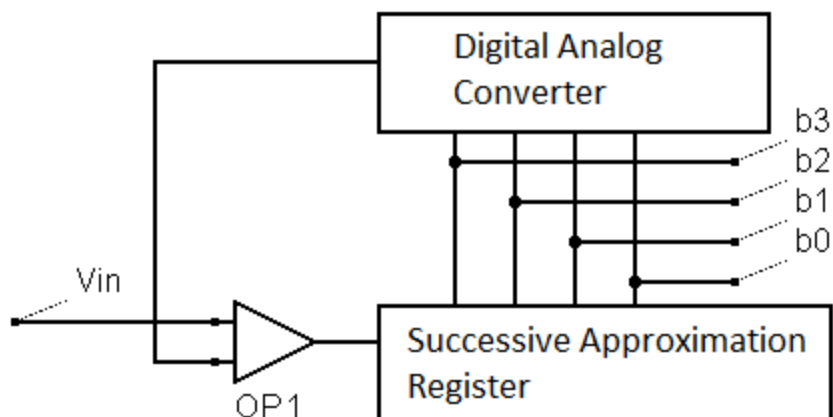 Digital Analog
Converter
b3
b2
b1
b0
Vin
OP1
Successive Approximation
Register